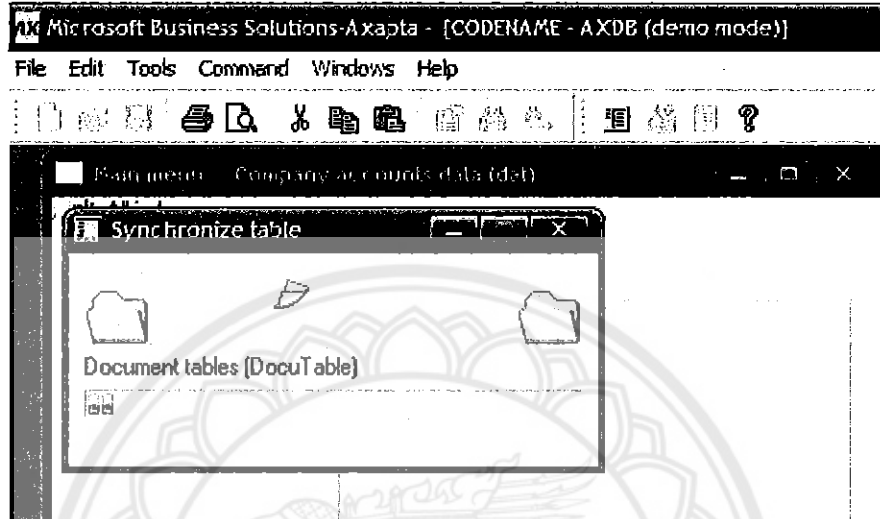 AX Microsoft Business Solutions-Axapta - [CODENAME - AXDB (demo mode)]
File Edit Tools Command Windows Help
Main menu - Company accounts data (dat)
Synchronize table
Document tables (DocuTable)